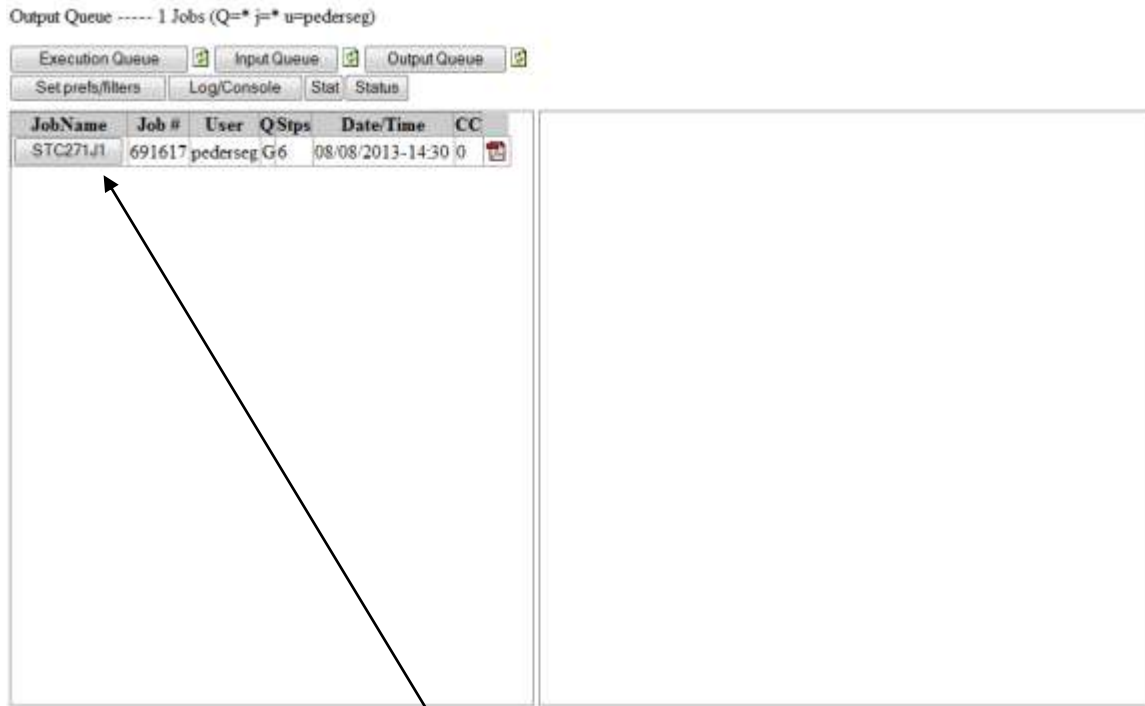 Output Queue ----- 1 Jobs (Q=* j=* u=pederseg)
Execution Queue Input Queue Output Queue
Set prefs/filters Log/Console Stat Status
JobName Job # User Q Stps Date/Time CC
STC271J1 691617 pederseg G 6 08/08/2013-14:30 0